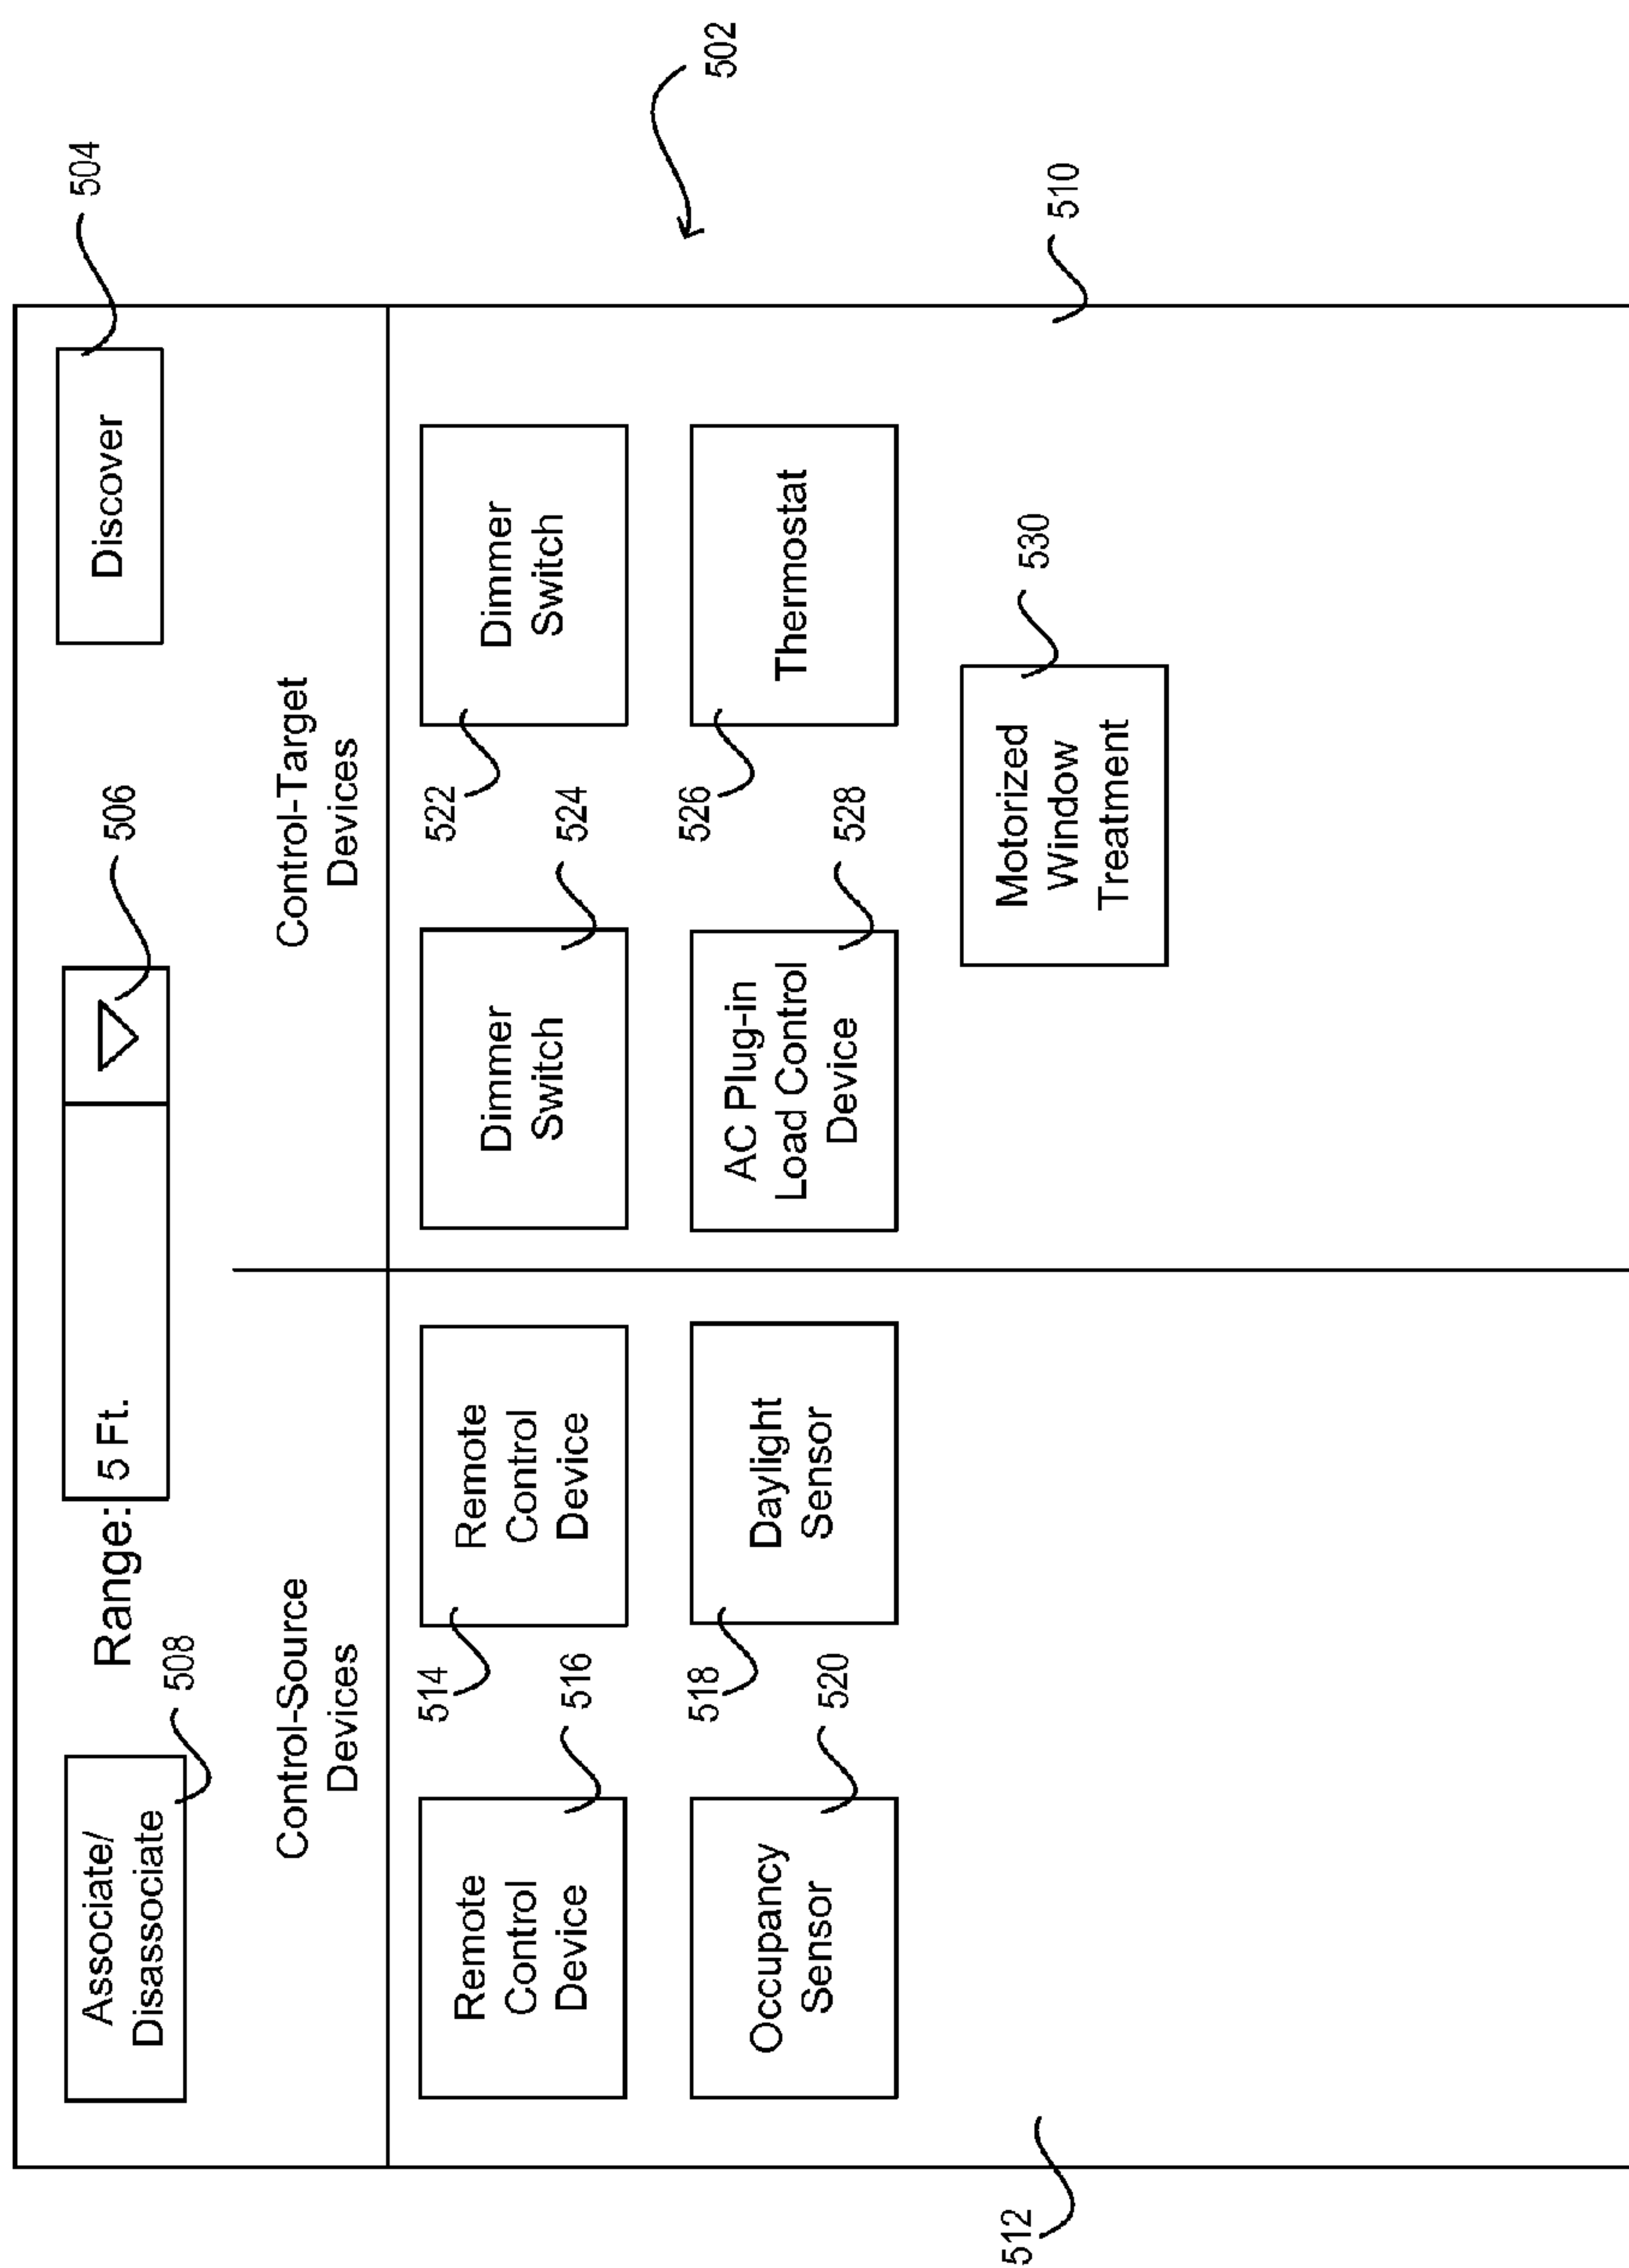 Associate/
Disassociate
508
Range:
5 Ft.
506
Discover
504
Control-Source
Devices
Control-Target
Devices
502
Remote
Control
Device
516
514
Remote
Control
Device
Dimmer
Switch
524
522
Dimmer
Switch
Occupancy
Sensor
520
518
Daylight
Sensor
AC Plug-in
Load Control
Device
528
526
Thermostat
Motorized
Window
Treatment
530
512
510